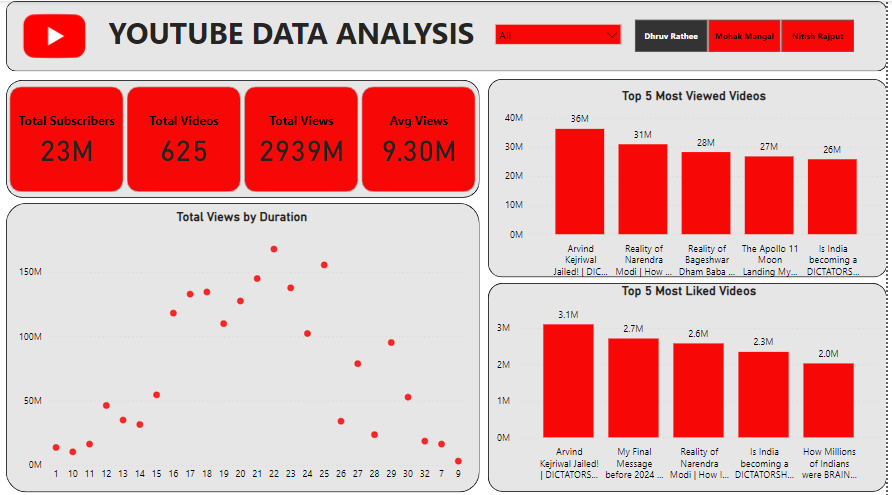 YOUTUBE DATA ANALYSIS
All
Dhruv Rathee
Mohak Mangal
Nitish Rajput
Total Subscribers
23M
Total Videos
625
Total Views
2939M
Avg Views
9.30M
Total Views by Duration
150M
100M
50M
0M
1 10 11 12 13 14 15 16 17 18 19 20 21 22 23 24 25 26 27 28 29 30 32 7 9
Top 5 Most Viewed Videos
40M
30M
20M
10M
0M
36M
31M
28M
27M
26M
Arvind
Kejriwal
Jailed! | DIC...
Reality of
Narendra
Modi | How ...
Reality of
Bageshwar
Dham Baba ...
The Apollo 11
Moon
Landing My...
Is India
becoming a
DICTATORS...
Top 5 Most Liked Videos
3M
2M
1M
0M
3.1M
2.7M
2.6M
2.3M
2.0M
Arvind
Kejriwal Jailed!
| DICTATORS...
My Final
Message
before 2024 ...
Reality of
Narendra
Modi | How I...
Is India
becoming a
DICTATORSH...
How Millions
of Indians
were BRAIN...